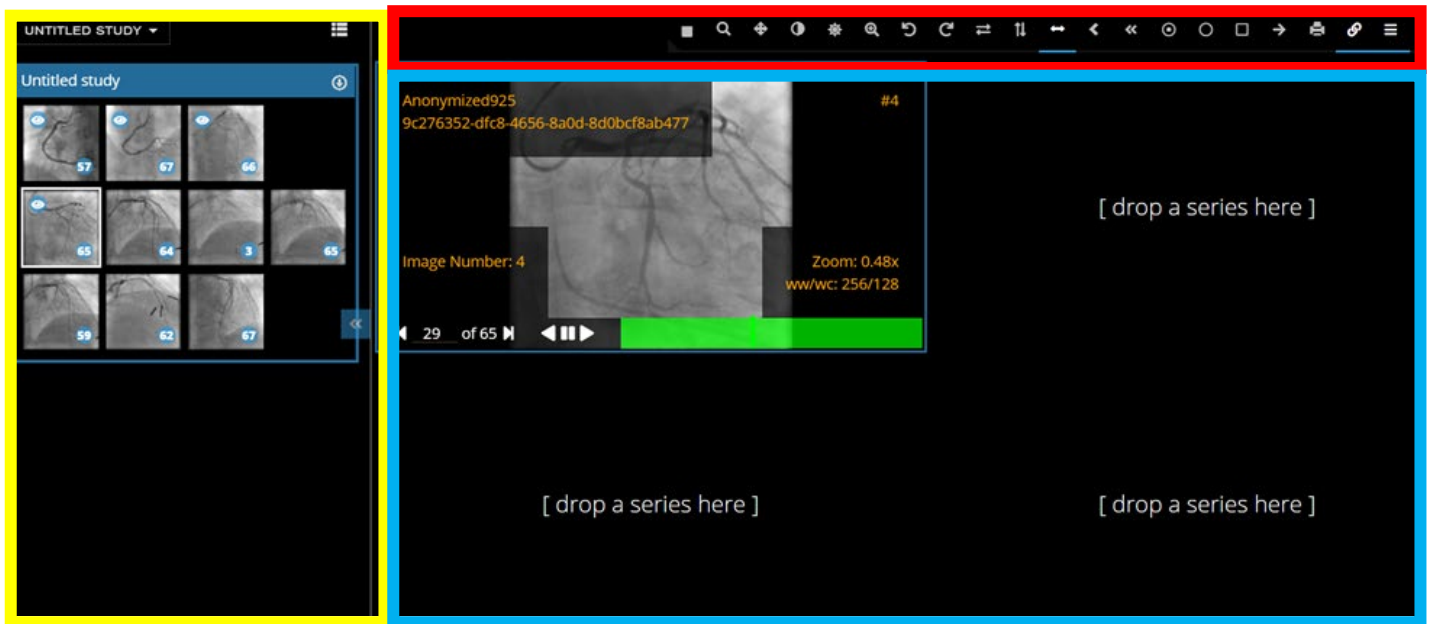 UNTITLED STUDY
Untitled study
57
67
66
65
64
3
65
59
62
67
Anonymized925
#4
9c276352-dfc8-4656-8a0d-8d0bcf8ab477
Image Number: 4
Zoom: 0.48x
ww/wc: 256/128
29 of 65
[ drop a series here ]
[ drop a series here ]
[ drop a series here ]